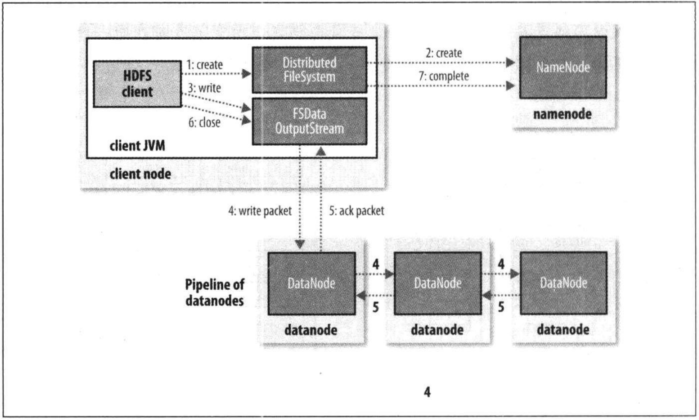 1: create
HDFS
client
3: write
6: close
Distributed
FileSystem
FSData
OutputStream
client JVM
client node
2: create
7: complete
NameNode
namenode
4: write packet
5: ack packet
Pipeline of
datanodes
DataNode
4
5
DataNode
4
5
DataNode
datanode
datanode
datanode
4